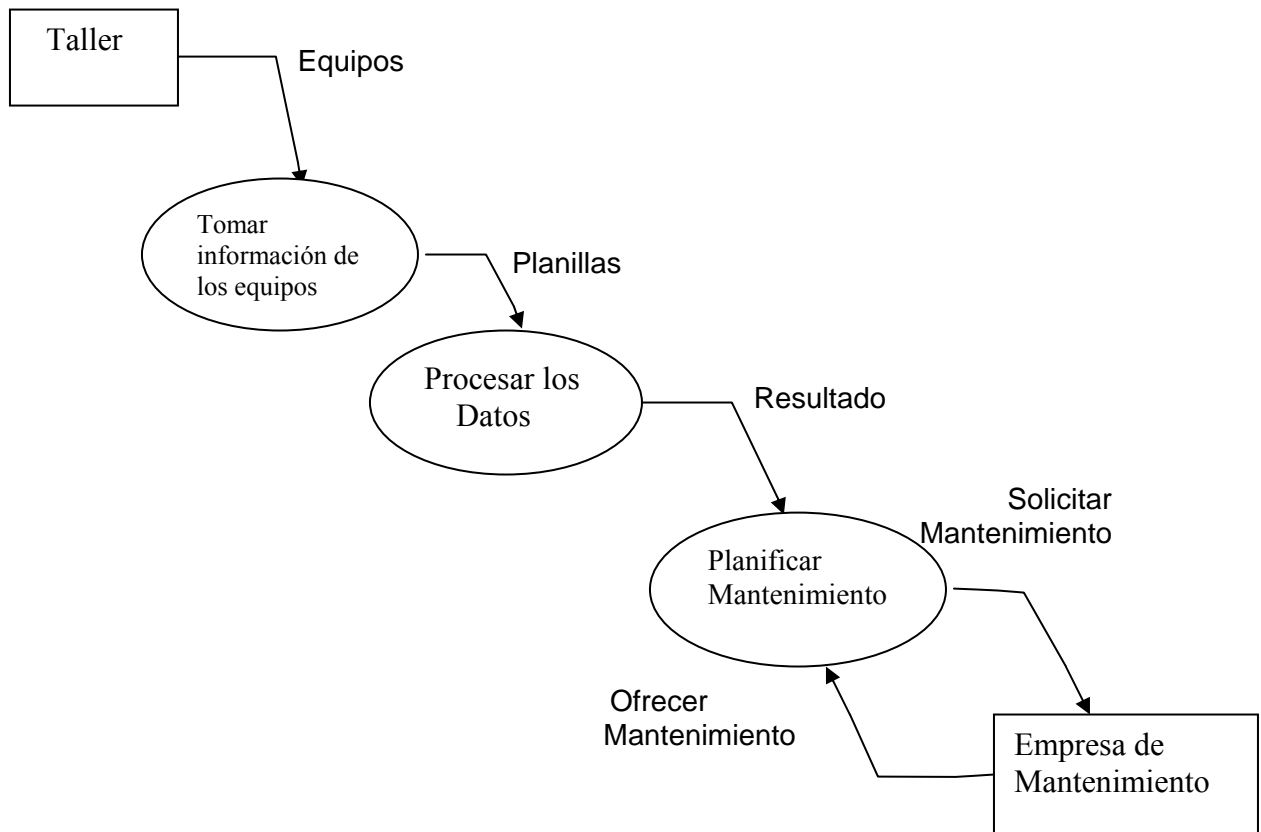 Taller
Equipos
Tomar
información de
los equipos
Planillas
Procesar los
Datos
Resultado
Solicitar
Mantenimiento
Planificar
Mantenimiento
Ofrecer
Mantenimiento
Empresa de
Mantenimiento